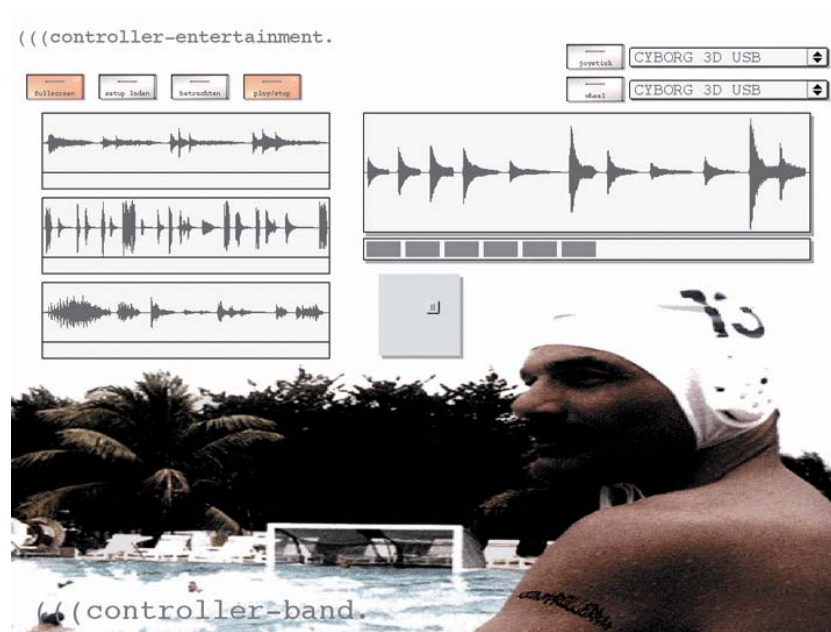 (((controller-entertainment.
joystick CYBORG 3D USB
fullscreen setup laden betrachten play/stop
wheel CYBORG 3D USB
(((controller-band.